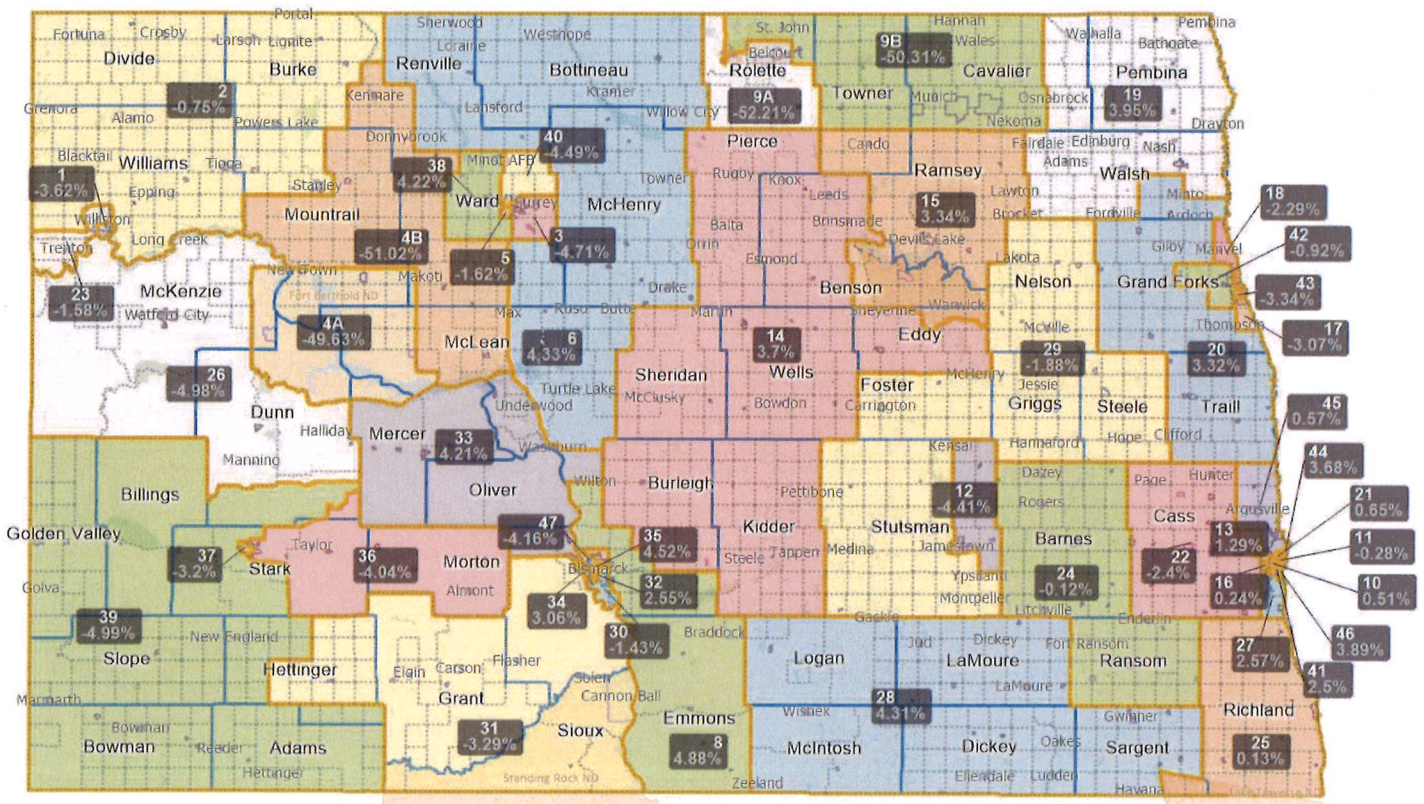 Portal
Sherwood
St. John
Hannah
Pembina
Fortuna
Crosby
Larson
Lignite
Loraine
Westhope
Belcourt
9B
-50.31%
Wales
Walhalla
Bathgate
Divide
Burke
Renville
Bottineau
Rolette
Cavalier
Pembina
2
-0.75%
Kenmare
Kramer
9A
-52.21%
Towner
Munich
Osnabrock
19
3.95%
Grenora
Alamo
Powers Lake
Lansford
Willow City
Nekoma
Drayton
Donnybrook
40
-4.49%
Pierce
Cando
Fairdale
Edinburg
Nash
Adams
Blacktail
Williams
Tioga
38
4.22%
Minot AFB
Rugby
Knox
Ramsey
Walsh
1
-3.62%
Epping
Stanley
Towner
Leeds
Lawton
Minto
Ward
Surrey
McHenry
15
3.34%
18
-2.29%
Williston
Mountrail
Balta
Brinsmade
Brocket
Fordville
Ardoch
Trenton
Long Creek
4B
-51.02%
5
-1.62%
3
-4.71%
Orrin
Devils Lake
Gilby
Manvel
42
-0.92%
New Town
Makoti
Esmond
Lakota
23
-1.58%
McKenzie
Fort Berthold ND
Drake
Benson
Nelson
Grand Forks
43
-3.34%
Watford City
Max
Ruso
Butte
Martin
Sheyenne
Warwick
4A
-49.63%
McLean
6
4.33%
14
3.7%
Eddy
McVille
Thompson
17
-3.07%
26
-4.98%
Sheridan
Wells
29
-1.88%
20
3.32%
Turtle Lake
McClusky
Bowdon
Foster
McHenry
Jessie
Carrington
Griggs
Steele
Traill
Dunn
Underwood
45
0.57%
Halliday
Mercer
33
4.21%
Washburn
Kensal
Hannaford
Hope
Clifford
Manning
44
3.68%
Billings
Oliver
Wilton
Burleigh
Pettibone
12
-4.41%
Dazey
Rogers
Page
Hunter
21
0.65%
Argusville
Golden Valley
47
-4.16%
35
4.52%
Kidder
Stutsman
Cass
13
1.29%
11
-0.28%
Taylor
Steele
Tappen
Medina
Jamestown
Barnes
37
-3.2%
Stark
36
-4.04%
Morton
Bismarck
22
-2.4%
Golva
Almont
32
2.55%
Ypsilanti
24
-0.12%
16
0.24%
10
0.51%
34
3.06%
Montpelier
Litchville
39
-4.99%
30
-1.43%
Gackle
Enderlin
New England
Braddock
Jud
Dickey
Fort Ransom
27
2.57%
46
3.89%
Slope
Hettinger
Elgin
Carson
Flasher
Logan
LaMoure
Ransom
Solen
LaMoure
41
2.5%
Marmarth
Grant
Cannon Ball
28
4.31%
Wishek
Gwinner
Richland
Bowman
31
-3.29%
Sioux
Emmons
Bowman
Reeder
Adams
8
4.88%
McIntosh
Dickey
Oakes
Sargent
25
0.13%
Hettinger
Standing Rock ND
Zeeland
Ellendale
Ludden
Havana